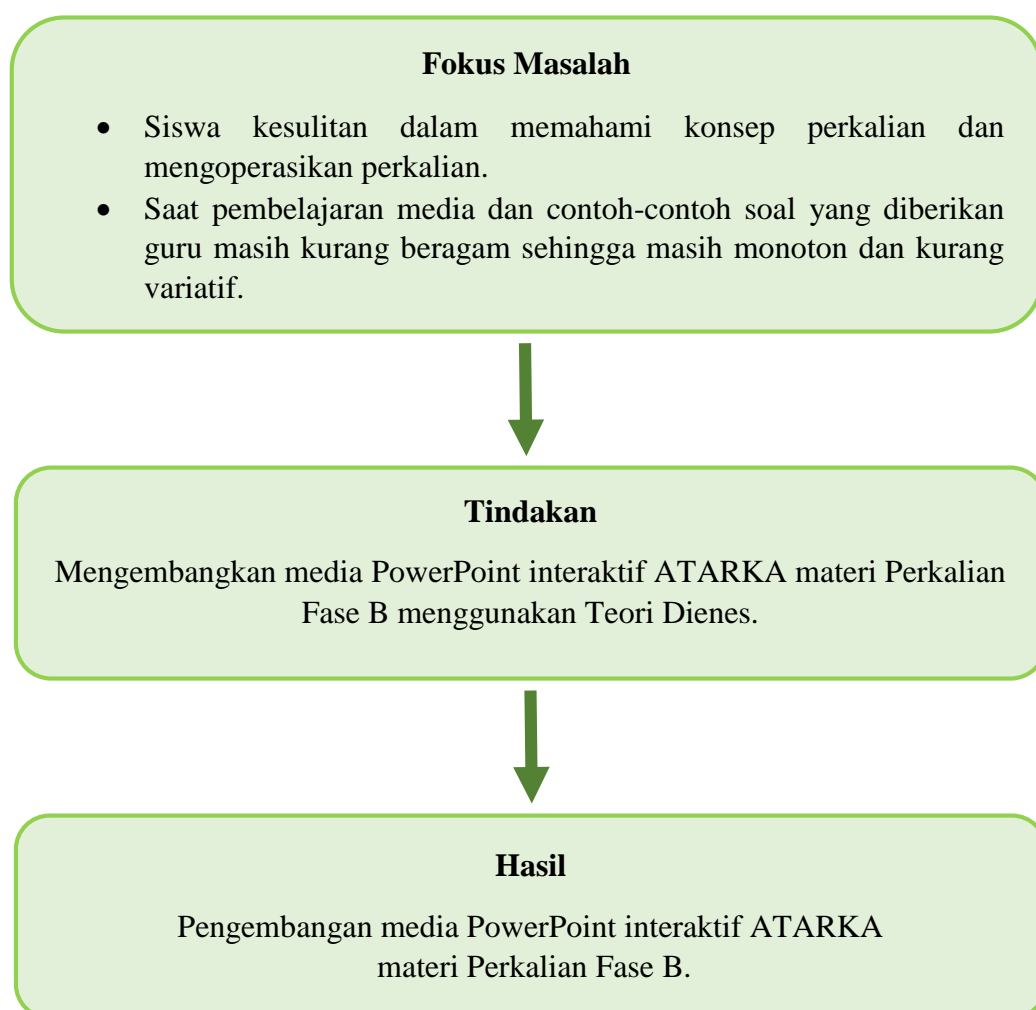 Fokus Masalah
• Siswa kesulitan dalam memahami konsep perkalian dan
mengoperasikan perkalian.
• Saat pembelajaran media dan contoh-contoh soal yang diberikan
guru masih kurang beragam sehingga masih monoton dan kurang
variatif.
Tindakan
Mengembangkan media PowerPoint interaktif ATARKA materi Perkalian
Fase B menggunakan Teori Dienes.
Hasil
Pengembangan media PowerPoint interaktif ATARKA
materi Perkalian Fase B.